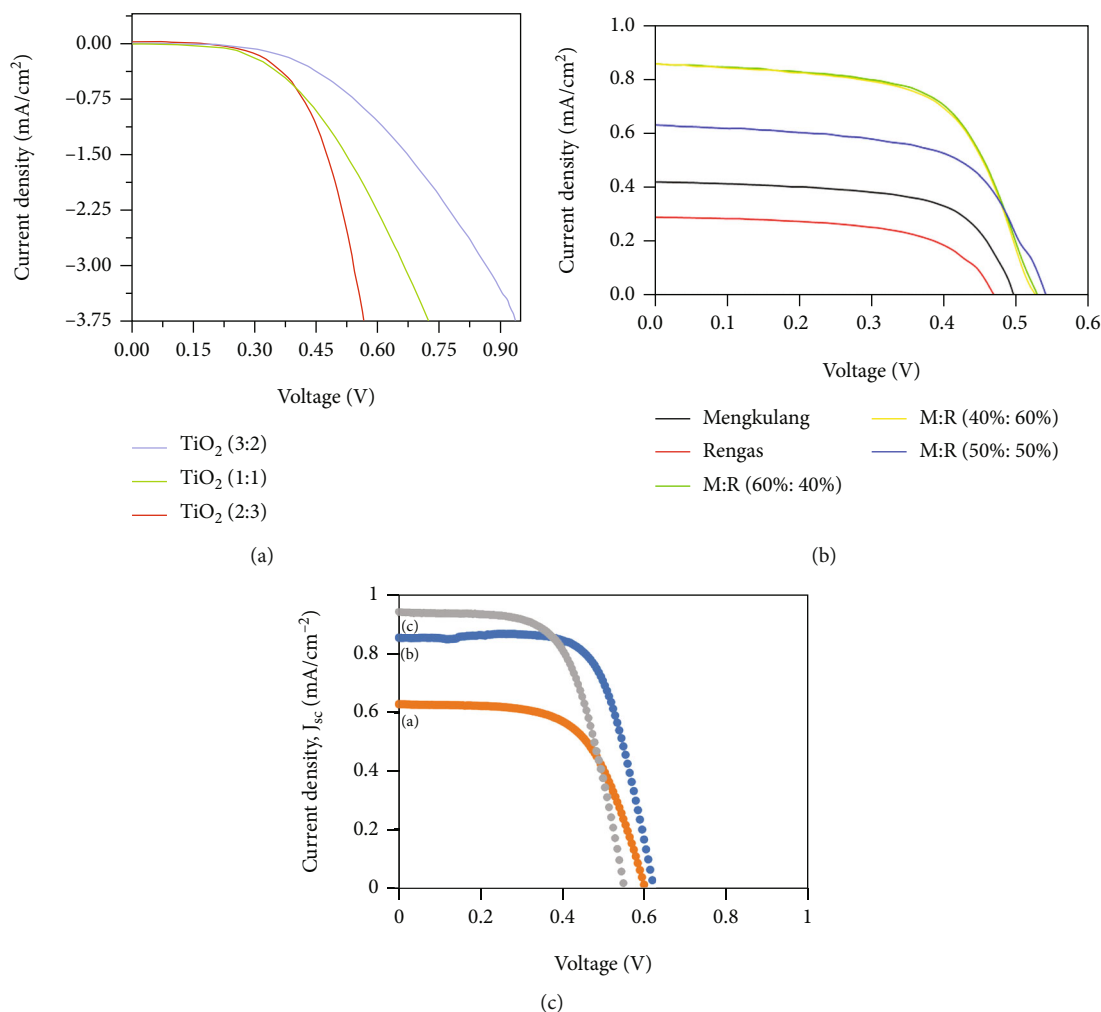 Current density (mA/cm²)
0.00
−0.75
−1.50
−2.25
−3.00
−3.75
0.00 0.15 0.30 0.45 0.60 0.75 0.90
Voltage (V)
TiO₂ (3:2)
TiO₂ (1:1)
TiO₂ (2:3)
(a)
Current density (mA/cm²)
1.0
0.8
0.6
0.4
0.2
0.0
0.0 0.1 0.2 0.3 0.4 0.5 0.6
Voltage (V)
Mengkulang
Rengas
M:R (60%: 40%)
M:R (40%: 60%)
M:R (50%: 50%)
(b)
Current density, J_sc (mA/cm⁻²)
1
0.8
0.6
0.4
0.2
0
(c)
(b)
(a)
0 0.2 0.4 0.6 0.8 1
Voltage (V)
(c)